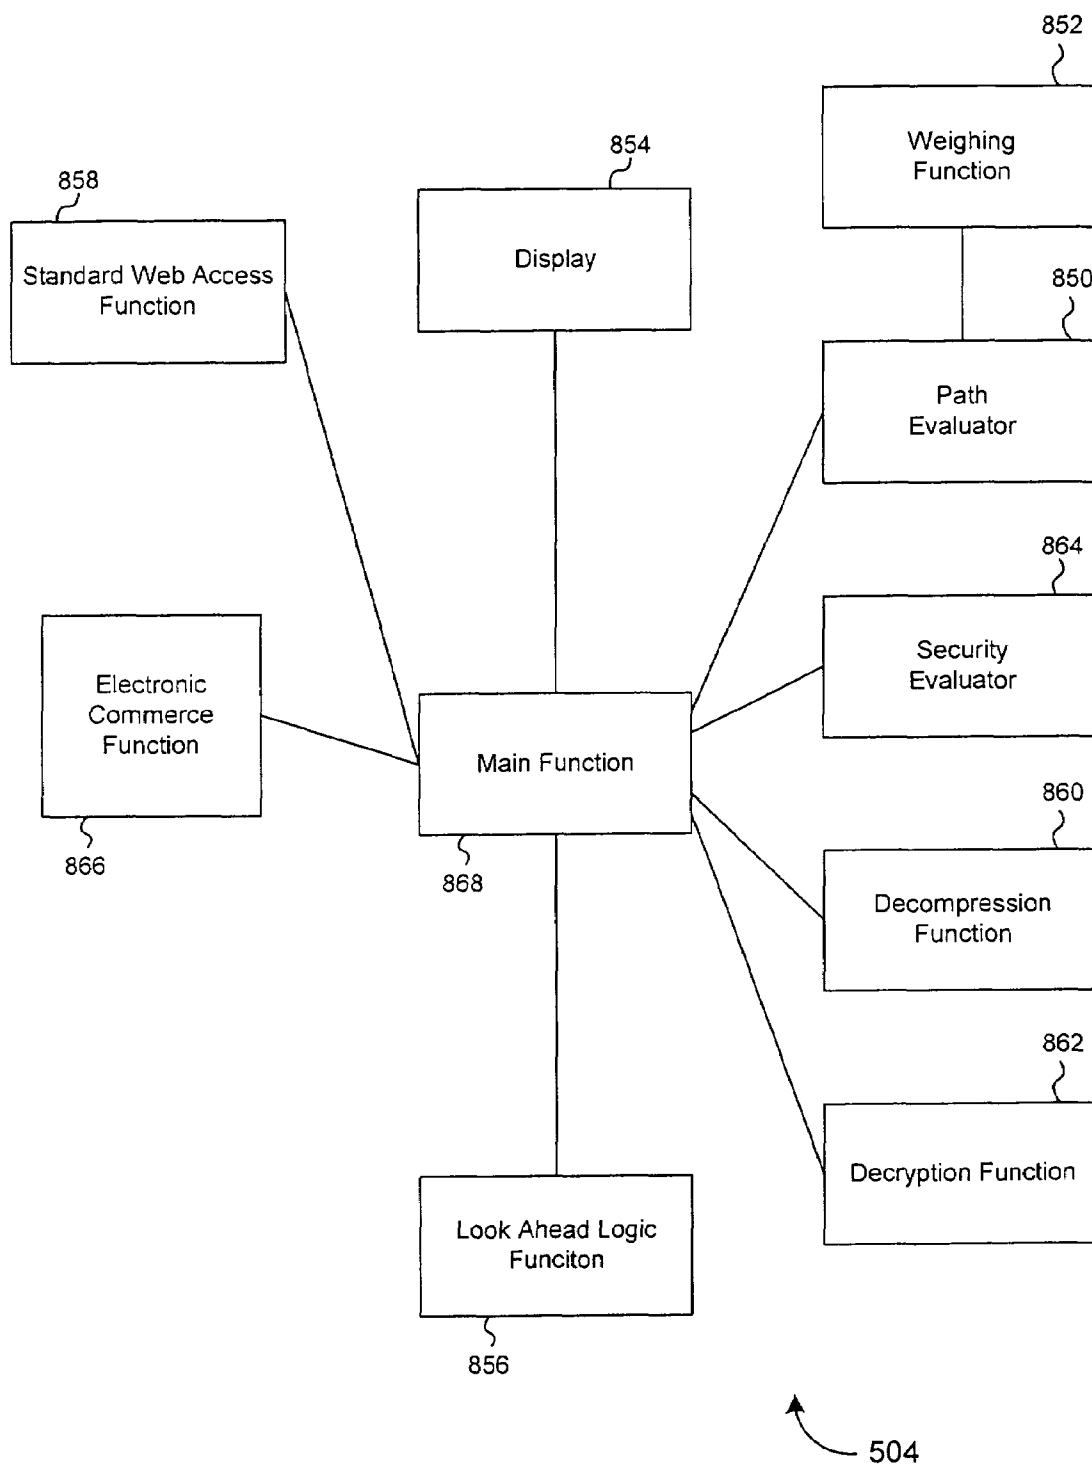 852
Weighing
Function
854
858
Display
Standard Web Access
Function
850
Path
Evaluator
864
Security
Evaluator
Electronic
Commerce
Function
866
Main Function
868
860
Decompression
Function
862
Decryption Function
Look Ahead Logic
Funciton
856
504